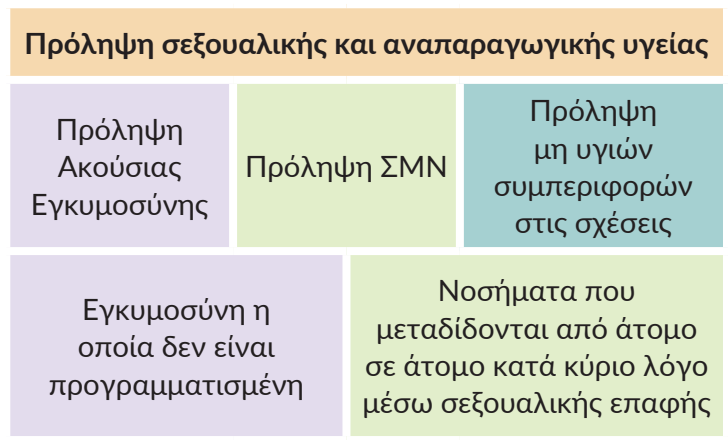 Πρόληψη σεξουαλικής και αναπαραγωγικής υγείας
Πρόληψη
Ακούσιας
Εγκυμοσύνης
Πρόληψη ΣΜΝ
Πρόληψη
μη υγιών
συμπεριφορών
στις σχέσεις
Εγκυμοσύνη η
οποία δεν είναι
προγραμματισμένη
Νοσήματα που
μεταδίδονται από άτομο
σε άτομο κατά κύριο λόγο
μέσω σεξουαλικής επαφής